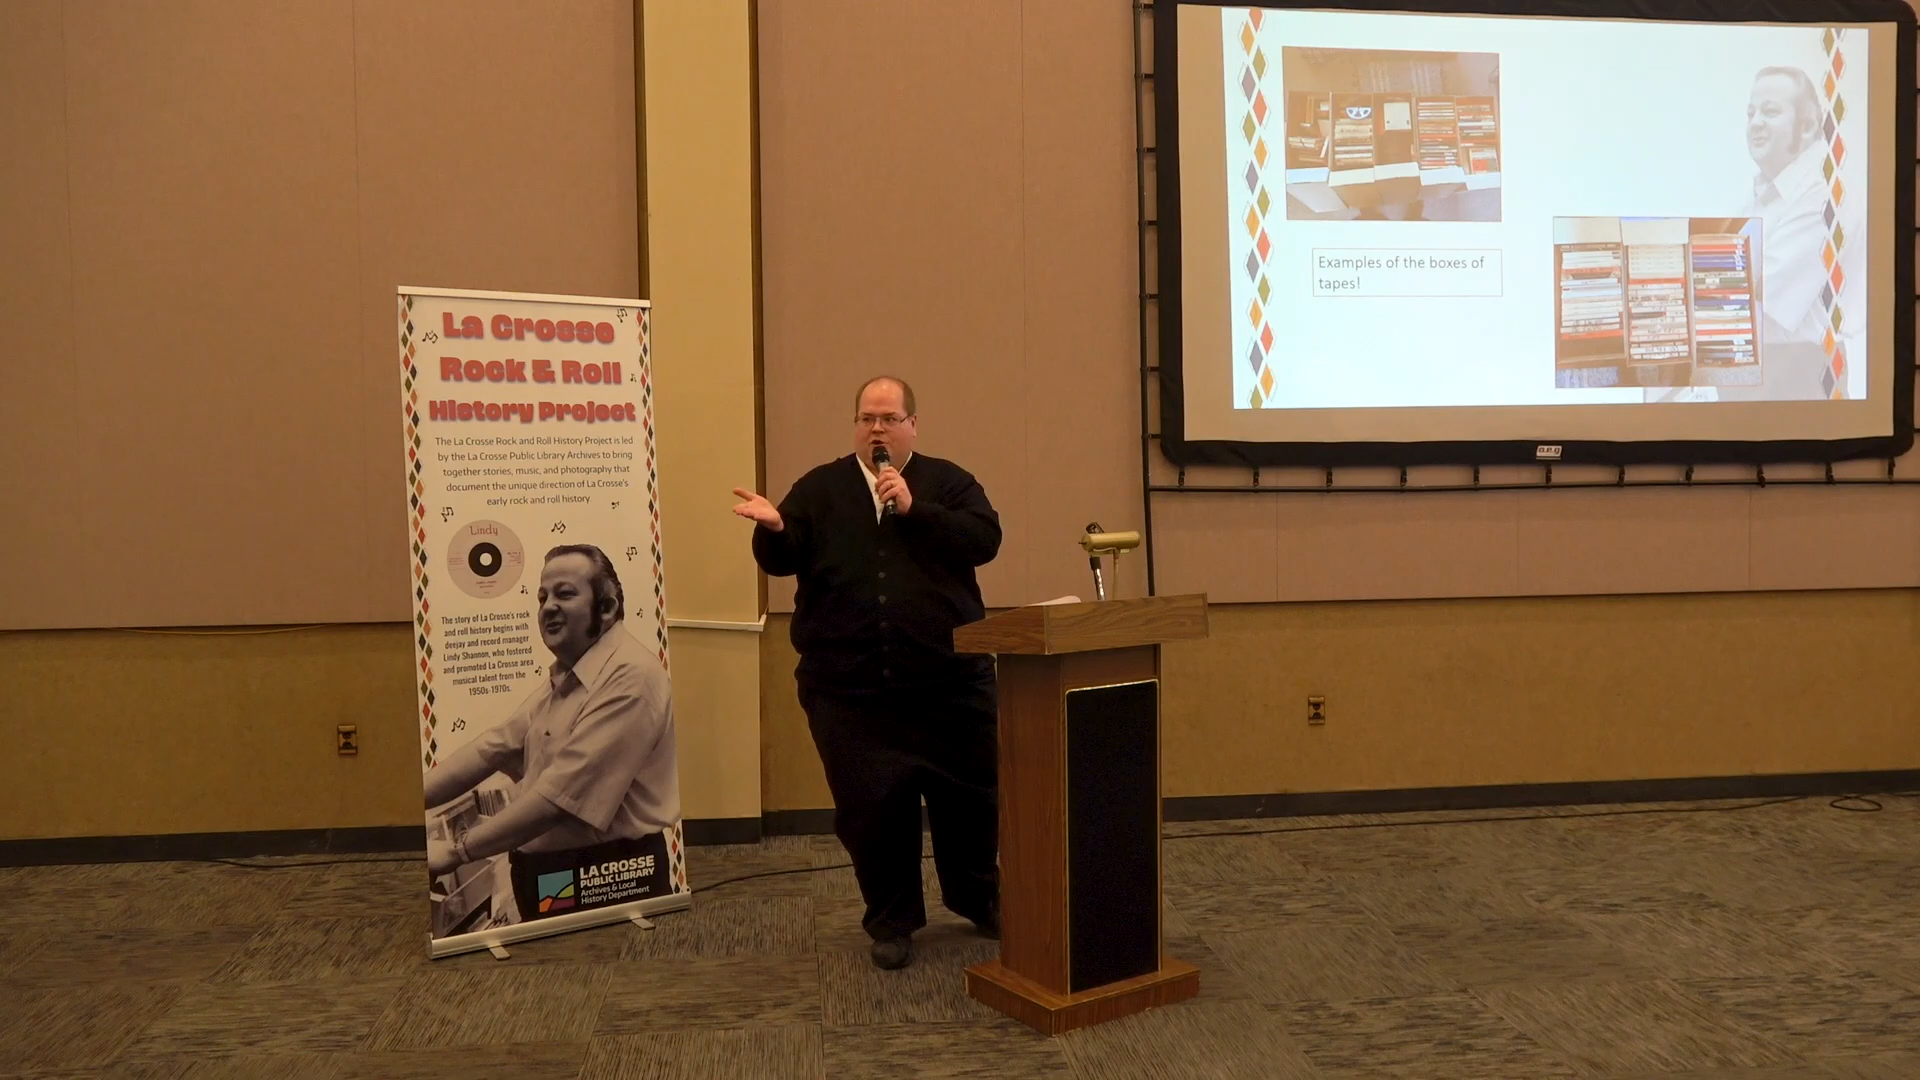 La Crosse
Rock & Roll
History Project
The La Crosse Rock and Roll History Project is led
by the La Crosse Public Library Archives to bring
together stories, music, and photography that
document the unique direction of La Crosse's
early rock and roll history.
Lindy
The story of La Crosse's rock
and roll history begins with
deejay and record manager
Lindy Shannon, who fostered
and promoted La Crosse area
musical talent from the
1950s-1970s.
LA CROSSE
PUBLIC LIBRARY
Archives & Local
History Department
Examples of the boxes of
tapes!
a.e.g